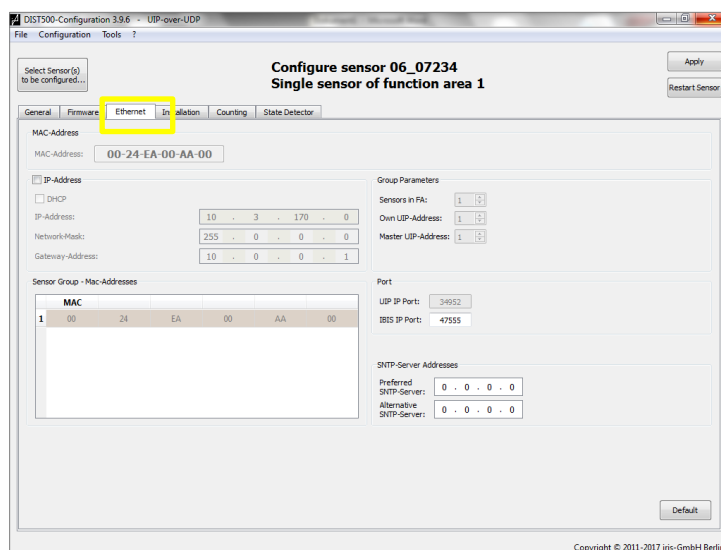 DIST500-Configuration 3.9.6 - UIP-over-UDP
File Configuration Tools ?
Select Sensor(s)
to be configured...
Configure sensor 06_07234
Single sensor of function area 1
Apply
Restart Sensor
General Firmware Ethernet Installation Counting State Detector
MAC-Address
MAC-Address: 00-24-EA-00-AA-00
IP-Address
DHCP
IP-Address: 10 . 3 . 170 . 0
Network-Mask: 255 . 0 . 0 . 0
Gateway-Address: 10 . 0 . 0 . 1
Group Parameters
Sensors in FA: 1
Own UIP-Address: 1
Master UIP-Address: 1
Sensor Group - Mac-Addresses
MAC
1 00 24 EA 00 AA 00
Port
UIP IP Port: 34952
IBIS IP Port: 47555
SNTP-Server Addresses
Preferred
SNTP-Server: 0 . 0 . 0 . 0
Alternative
SNTP-Server: 0 . 0 . 0 . 0
Default
Copyright © 2011-2017 iris-GmbH Berli